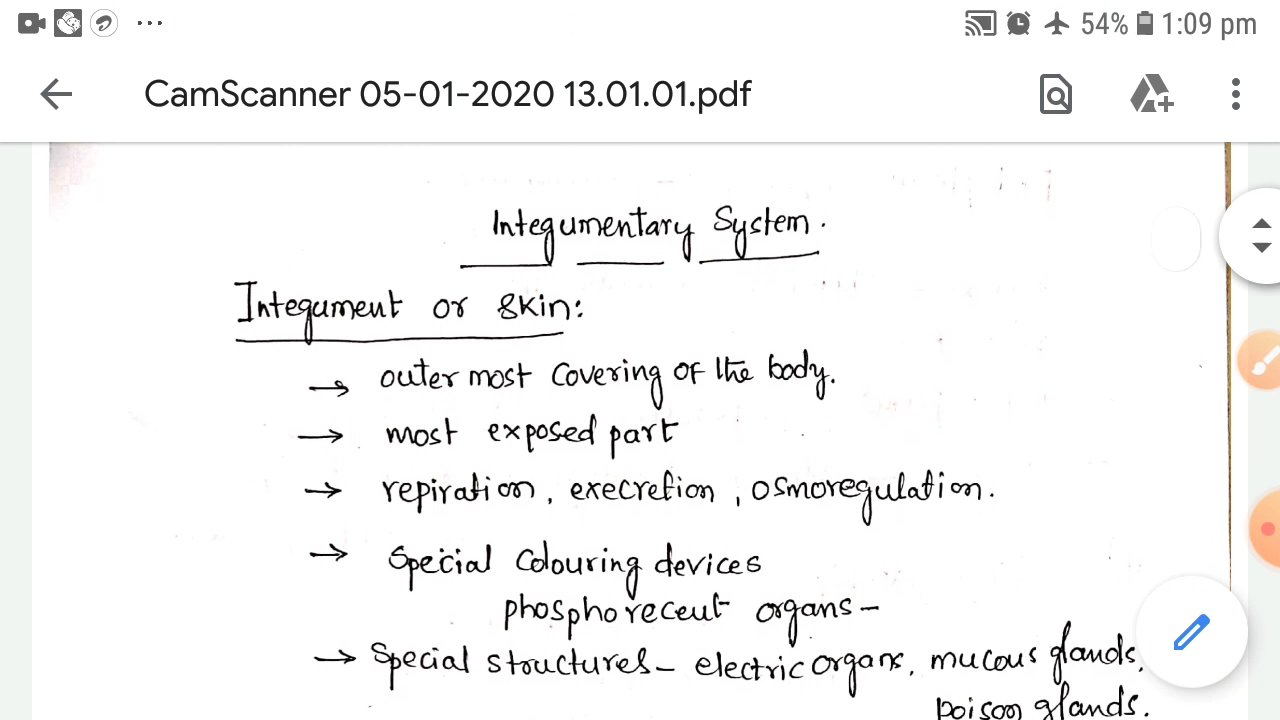 54% 1:09 pm
CamScanner 05-01-2020 13.01.01.pdf
Integumentary System.
Integument or Skin:
→ outer most covering of the body.
→ most exposed part
→ repiration, execretion, osmoregulation.
→ Special Colouring devices
phosphorecent organs -
→ Special structures - electric organs, mucous glands,
poison glands.